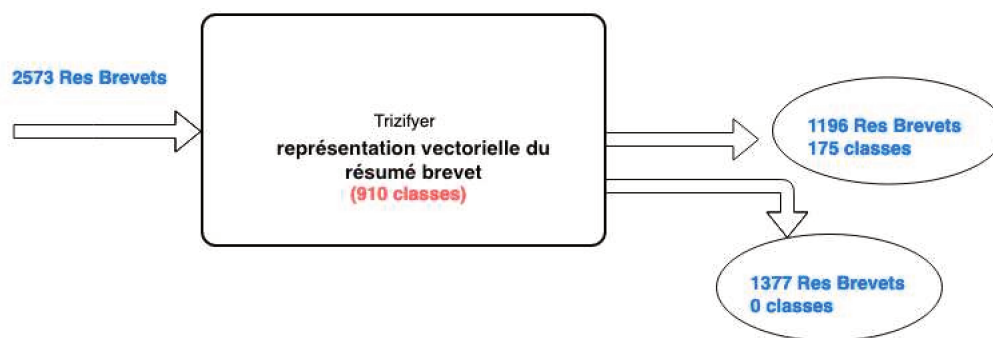 2573 Res Brevets
Trizifyer
représentation vectorielle du
résumé brevet
(910 classes)
1196 Res Brevets
175 classes
1377 Res Brevets
0 classes